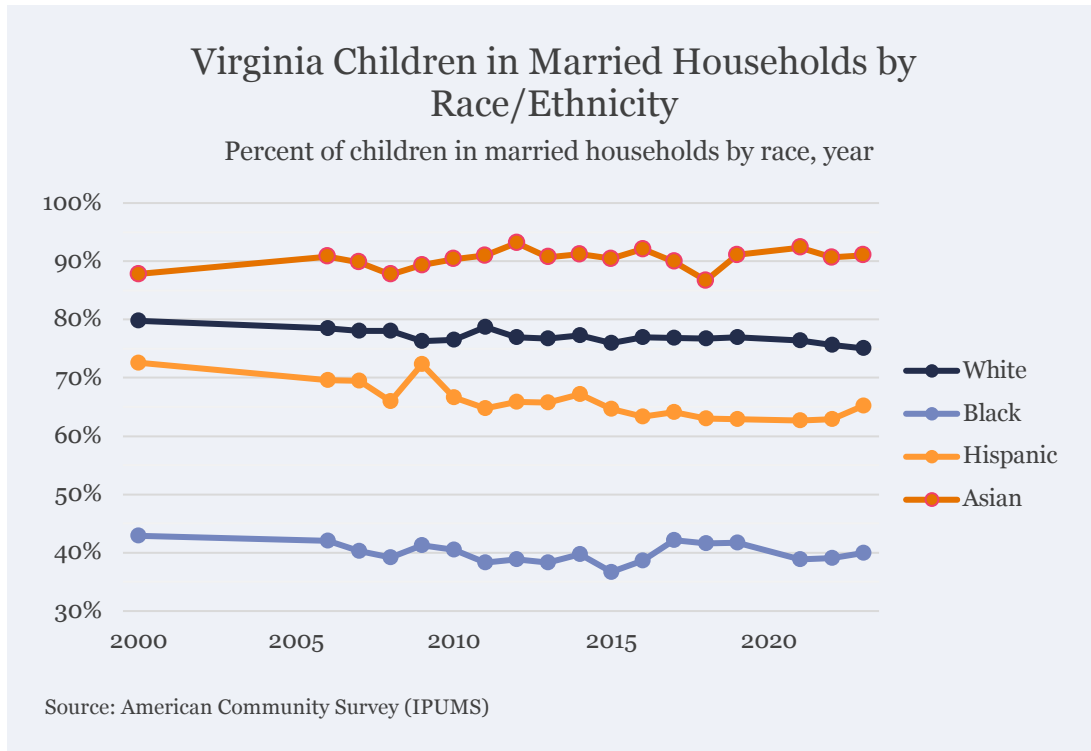 Virginia Children in Married Households by
Race/Ethnicity
Percent of children in married households by race, year
100%
90%
80%
70%
60%
50%
40%
30%
2000 2005 2010 2015 2020
White
Black
Hispanic
Asian
Source: American Community Survey (IPUMS)